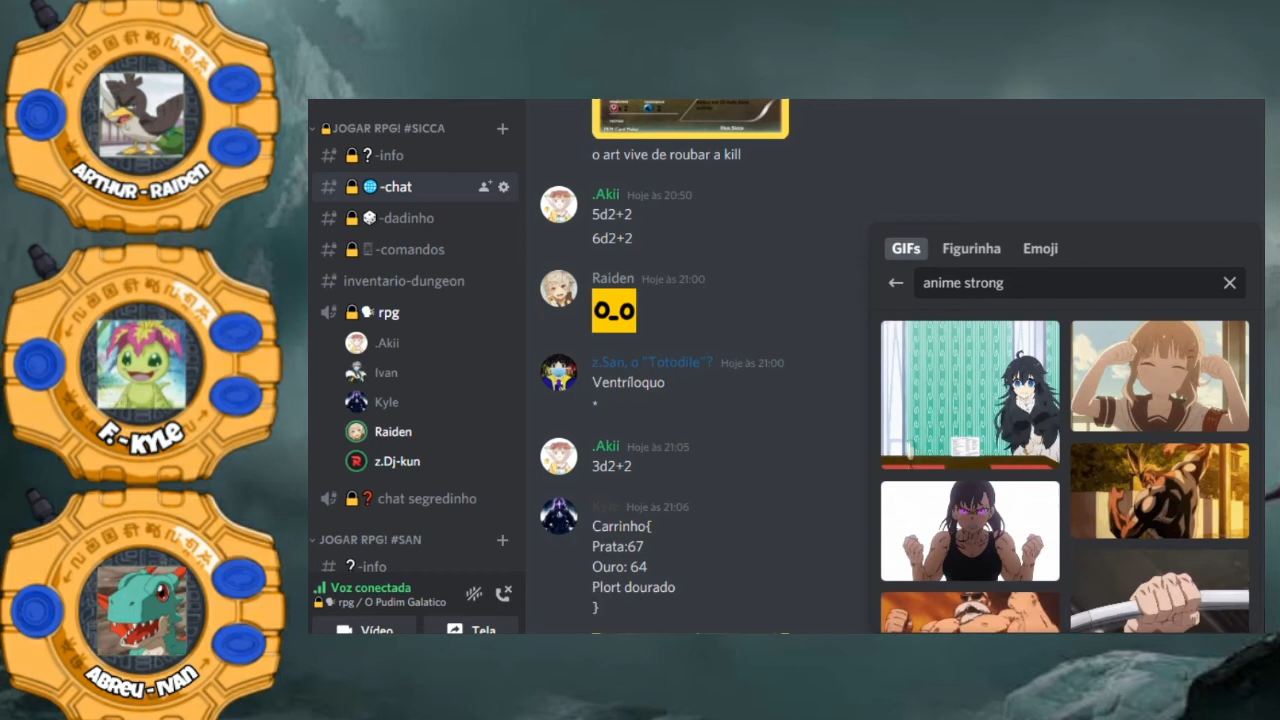 ARTHUR - RAIDEN
F. - KYLE
ABREU - IVAN
JOGAR RPG! #SICCA
?-info
-chat
-dadinho
-comandos
inventario-dungeon
rpg
.Akii
Ivan
Kyle
Raiden
z.Dj-kun
? chat segredinho
JOGAR RPG! #SAN
?-info
Voz conectada
rpg / O Pudim Galatico
Vídeo
Tela
o art vive de roubar a kill
.Akii Hoje às 20:50
5d2+2
6d2+2
Raiden Hoje às 21:00
z.San, o "Totodile"? Hoje às 21:00
Ventríloquo
*
.Akii Hoje às 21:05
3d2+2
Kyle Hoje às 21:06
Carrinho{
Prata:67
Ouro: 64
Plort dourado
}
GIFs Figurinha Emoji
anime strong